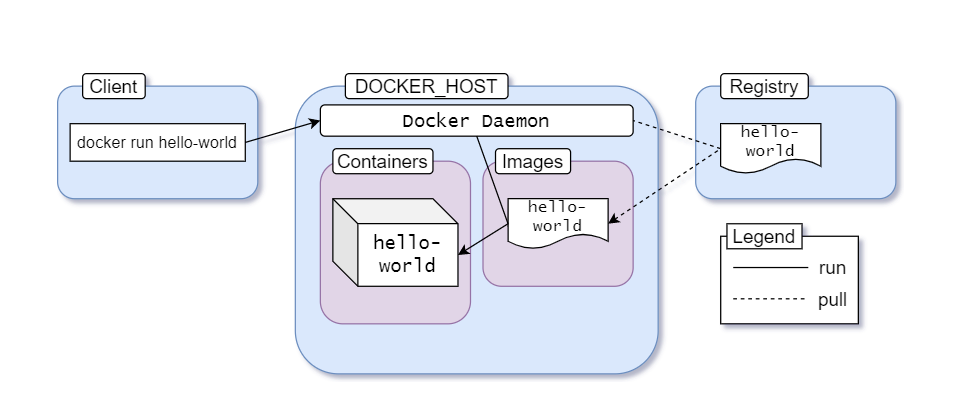 Client
docker run hello-world
DOCKER_HOST
Docker Daemon
Containers
hello-
world
Images
hello-
world
Registry
hello-
world
Legend
run
pull